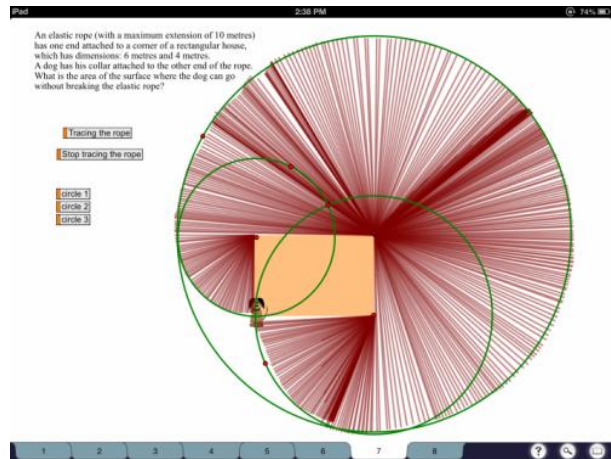 iPad
2:38 PM
74%
An elastic rope (with a maximum extension of 10 metres)
has one end attached to a corner of a rectangular house,
which has dimensions: 6 metres and 4 metres.
A dog has his collar attached to the other end of the rope.
What is the area of the surface where the dog can go
without breaking the elastic rope?
Tracing the rope
Stop tracing the rope
circle 1
circle 2
circle 3
1 2 3 4 5 6 7 8 ?